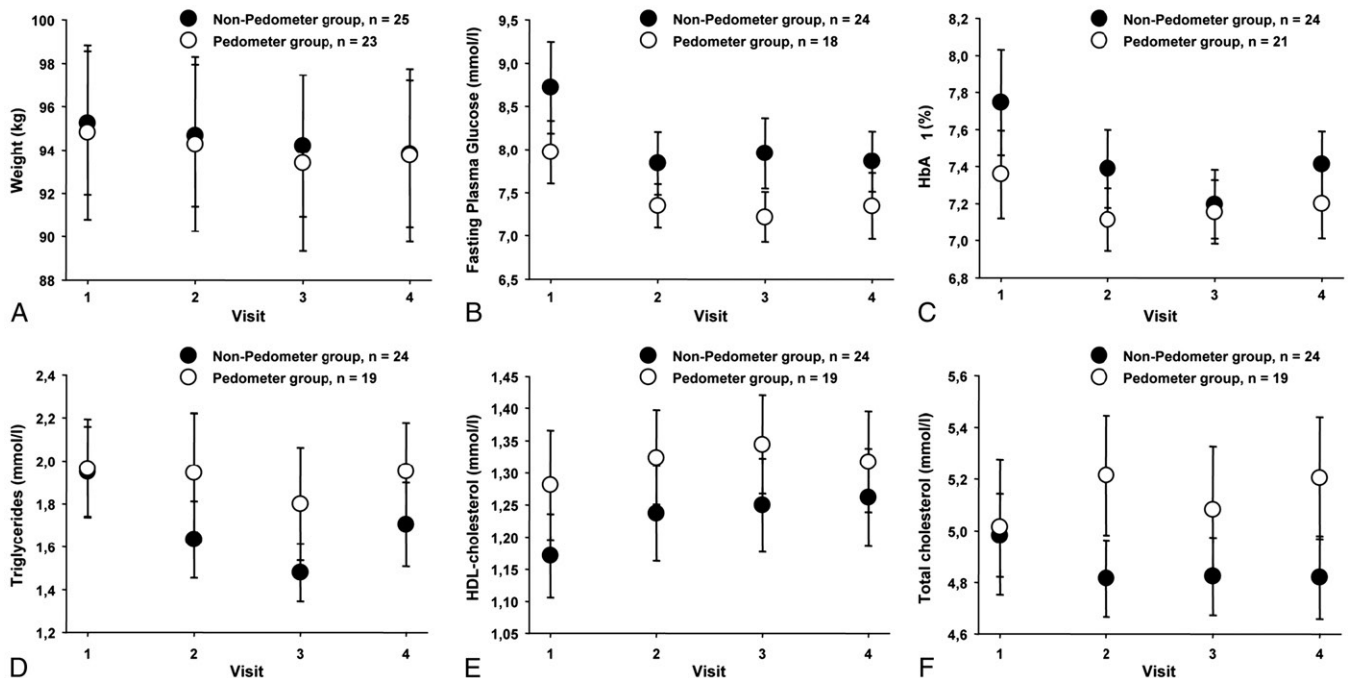 Non-Pedometer group, n = 25
Pedometer group, n = 23
Weight (kg)
100
98
96
94
92
90
88
1 2 3 4
A
Visit
Non-Pedometer group, n = 24
Pedometer group, n = 18
Fasting Plasma Glucose (mmol/l)
9,5
9,0
8,5
8,0
7,5
7,0
6,5
1 2 3 4
B
Visit
Non-Pedometer group, n = 24
Pedometer group, n = 21
HbA 1 (%)
8,2
8,0
7,8
7,6
7,4
7,2
7,0
6,8
1 2 3 4
C
Visit
Non-Pedometer group, n = 24
Pedometer group, n = 19
Triglycerides (mmol/l)
2,4
2,2
2,0
1,8
1,6
1,4
1,2
1 2 3 4
D
Visit
Non-Pedometer group, n = 24
Pedometer group, n = 19
HDL-cholesterol (mmol/l)
1,45
1,40
1,35
1,30
1,25
1,20
1,15
1,10
1,05
1 2 3 4
E
Visit
Non-Pedometer group, n = 24
Pedometer group, n = 19
Total cholesterol (mmol/l)
5,6
5,4
5,2
5,0
4,8
4,6
1 2 3 4
F
Visit